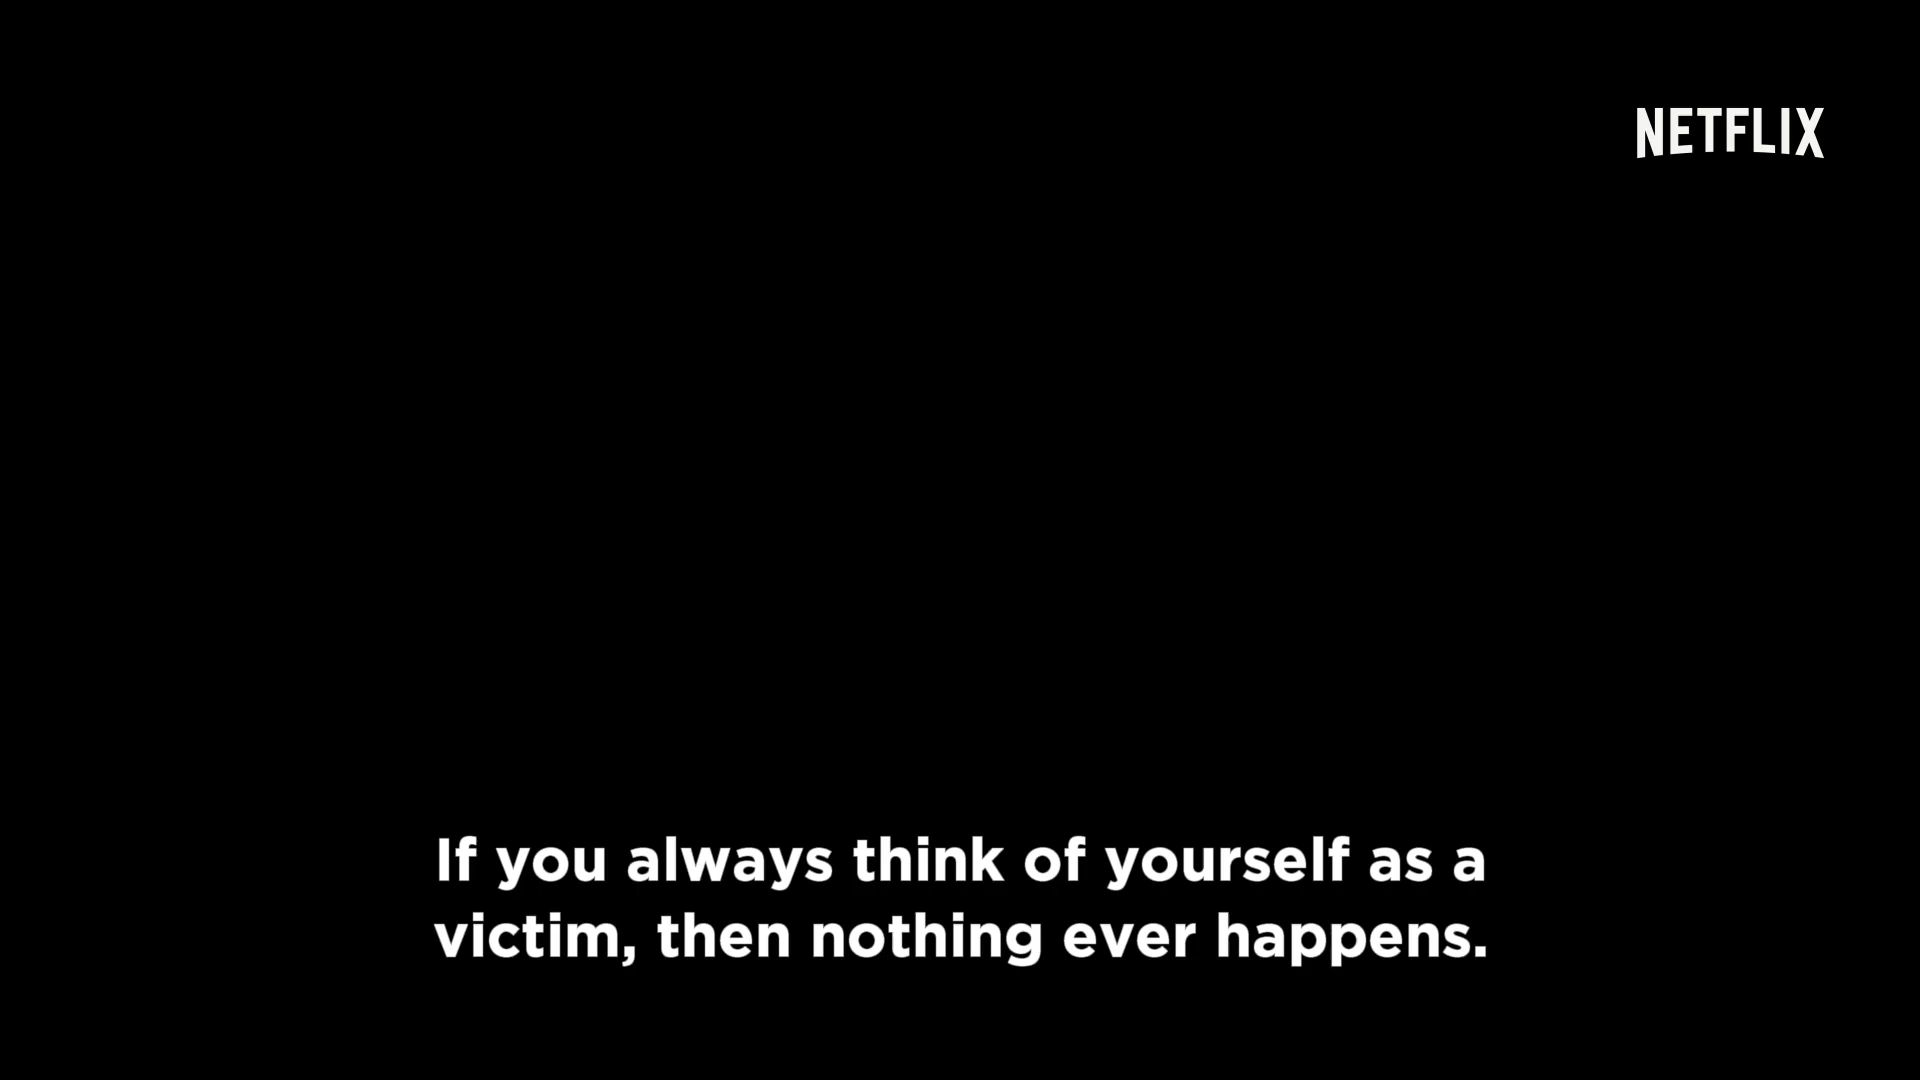 NETFLIX
If you always think of yourself as a
victim, then nothing ever happens.